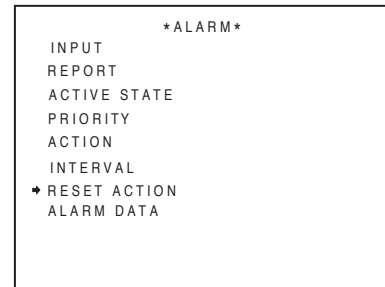 *ALARM*
INPUT
REPORT
ACTIVE STATE
PRIORITY
ACTION
INTERVAL
RESET ACTION
ALARM DATA